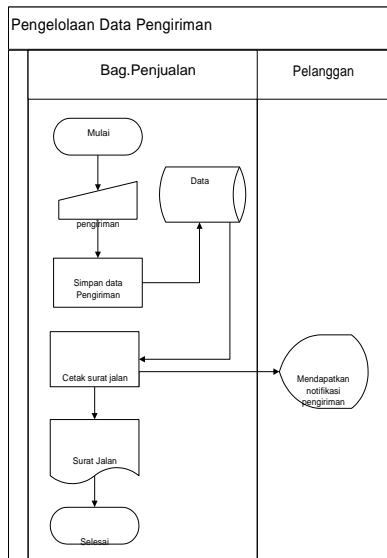 Pengelolaan Data Pengiriman
Bag.Penjualan
Pelanggan
Mulai
Data
pengiriman
Simpan data
Pengiriman
Cetak surat jalan
Mendapatkan
notifikasi
pengiriman
Surat Jalan
Selesai